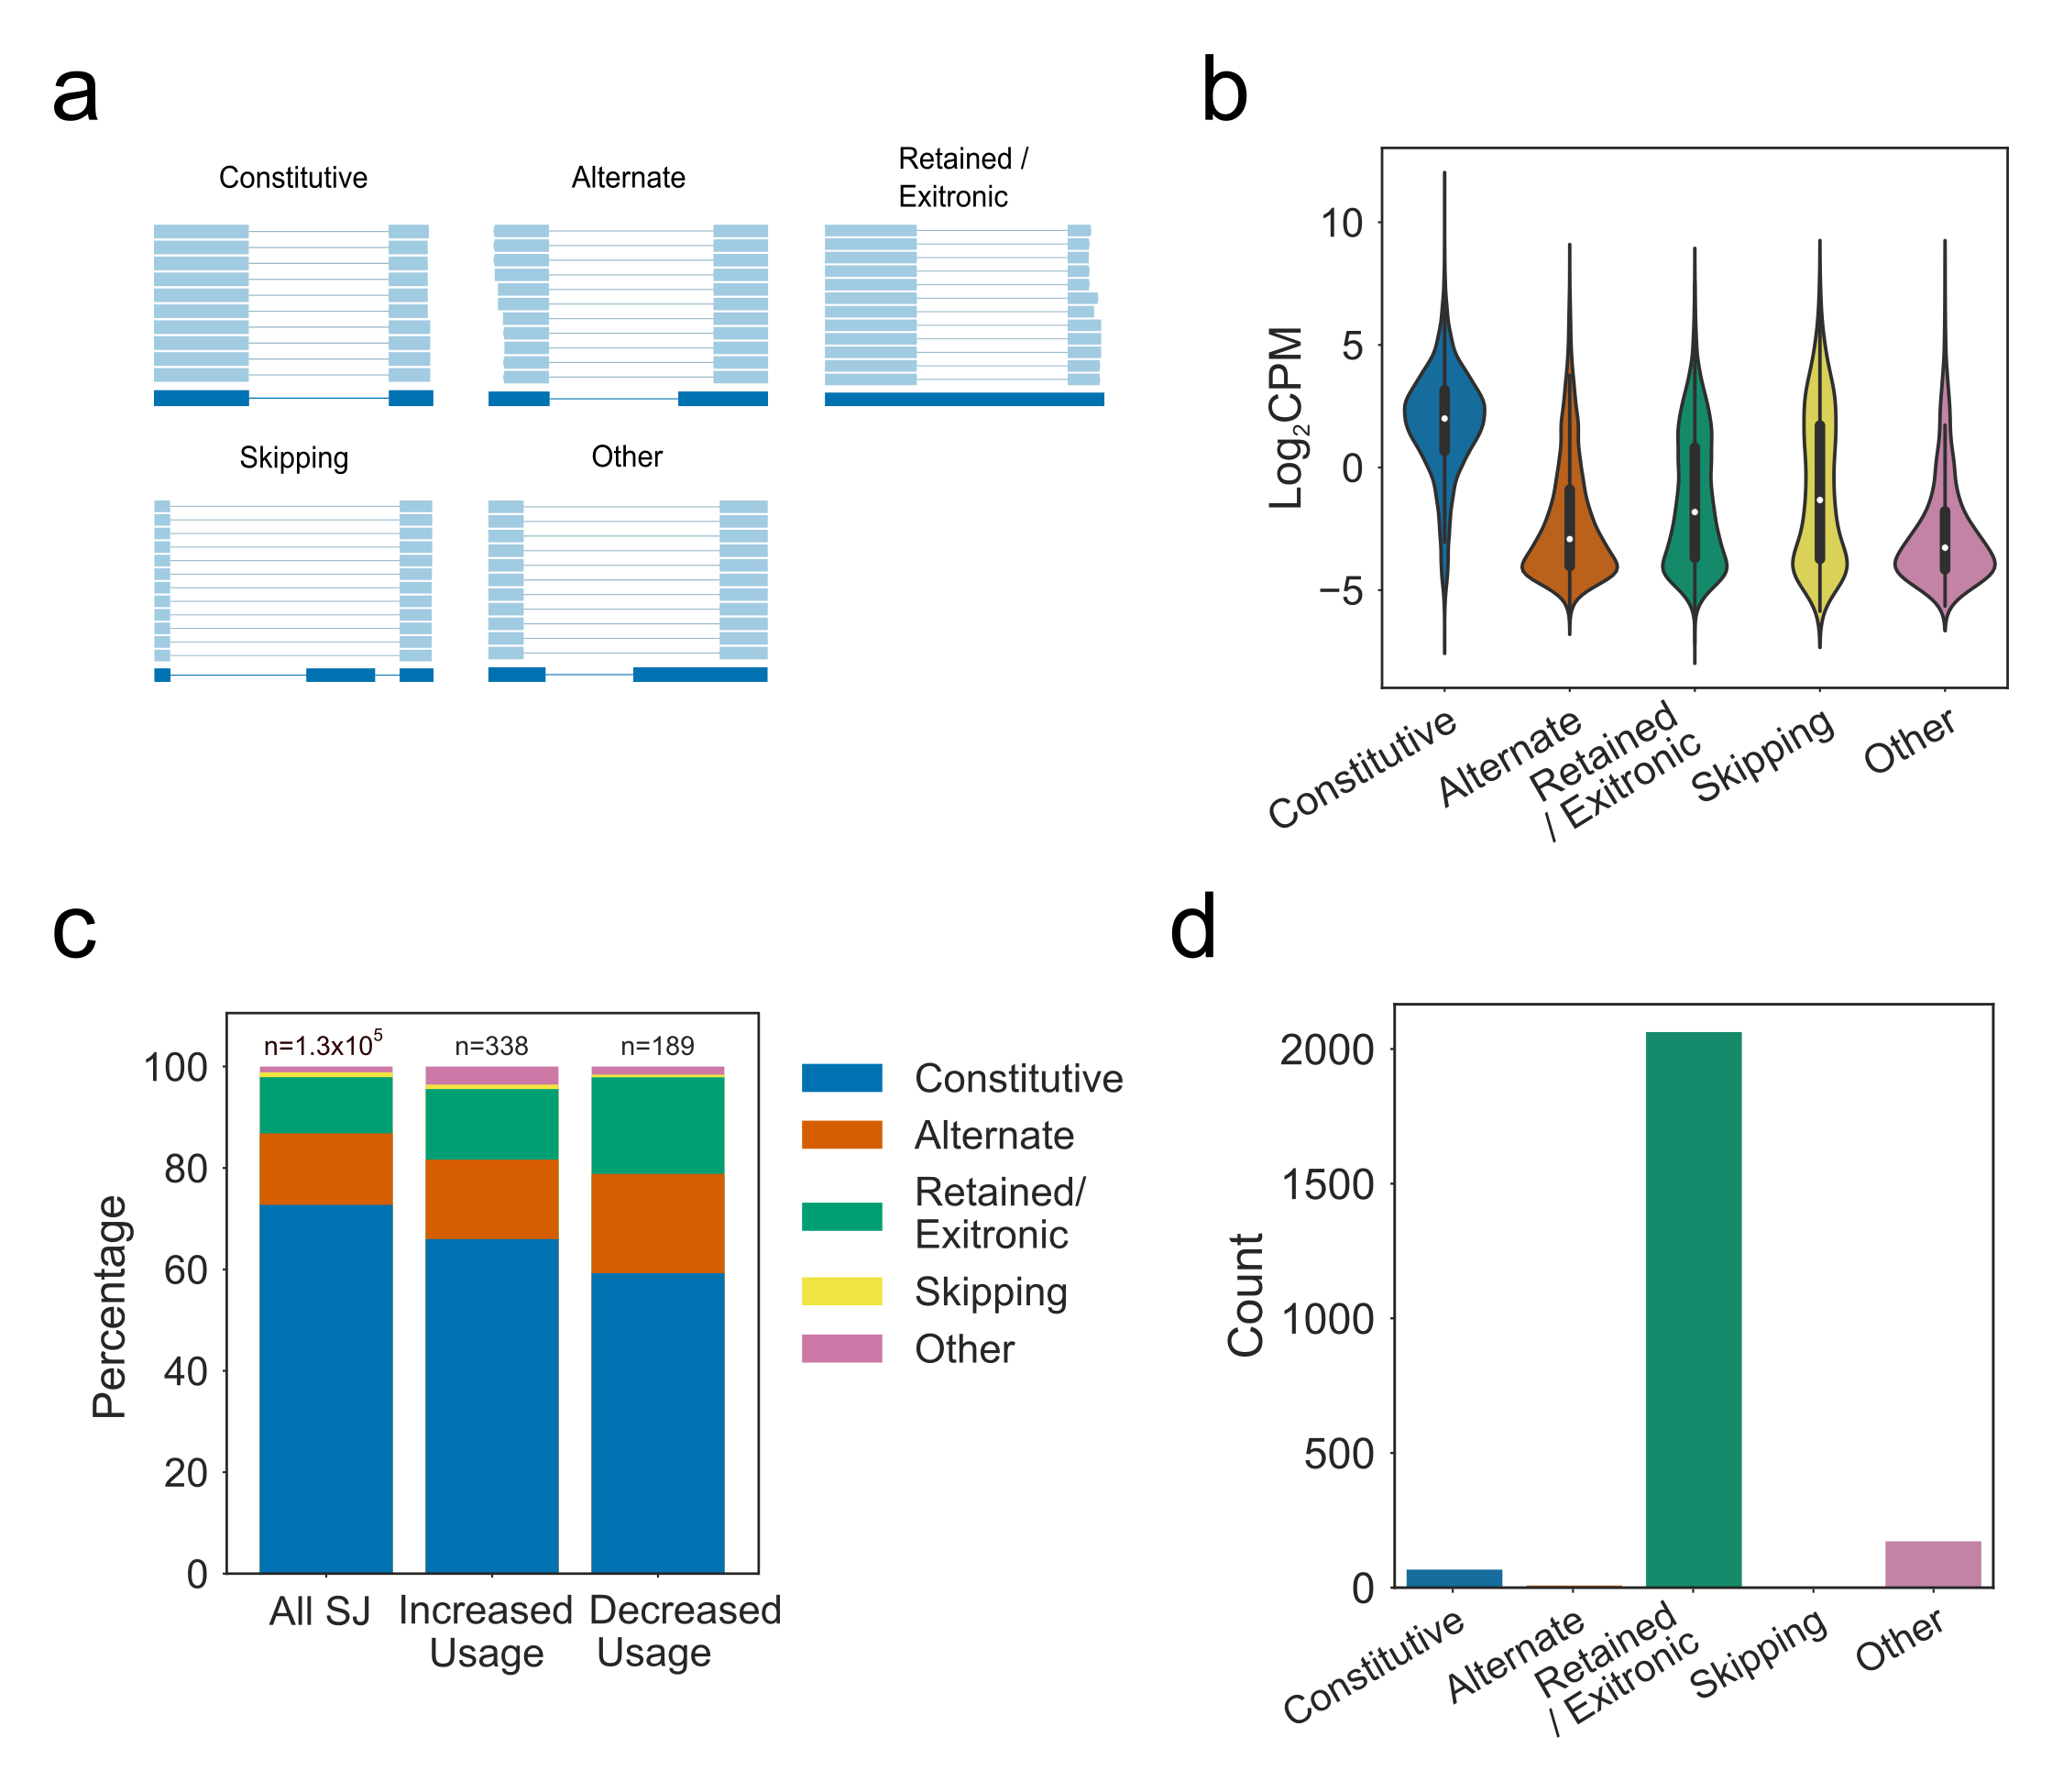 a
Constitutive
Alternate
Retained /
Exitronic
Skipping
Other
b
Log2CPM
10
5
0
−5
Constitutive
Alternate
Retained
/ Exitronic
Skipping
Other
c
Percentage
100
80
60
40
20
0
n=1.3x10^5
n=338
n=189
All SJ
Increased
Usage
Decreased
Usage
Constitutive
Alternate
Retained/
Exitronic
Skipping
Other
d
Count
2000
1500
1000
500
0
Constitutive
Alternate
Retained
/ Exitronic
Skipping
Other